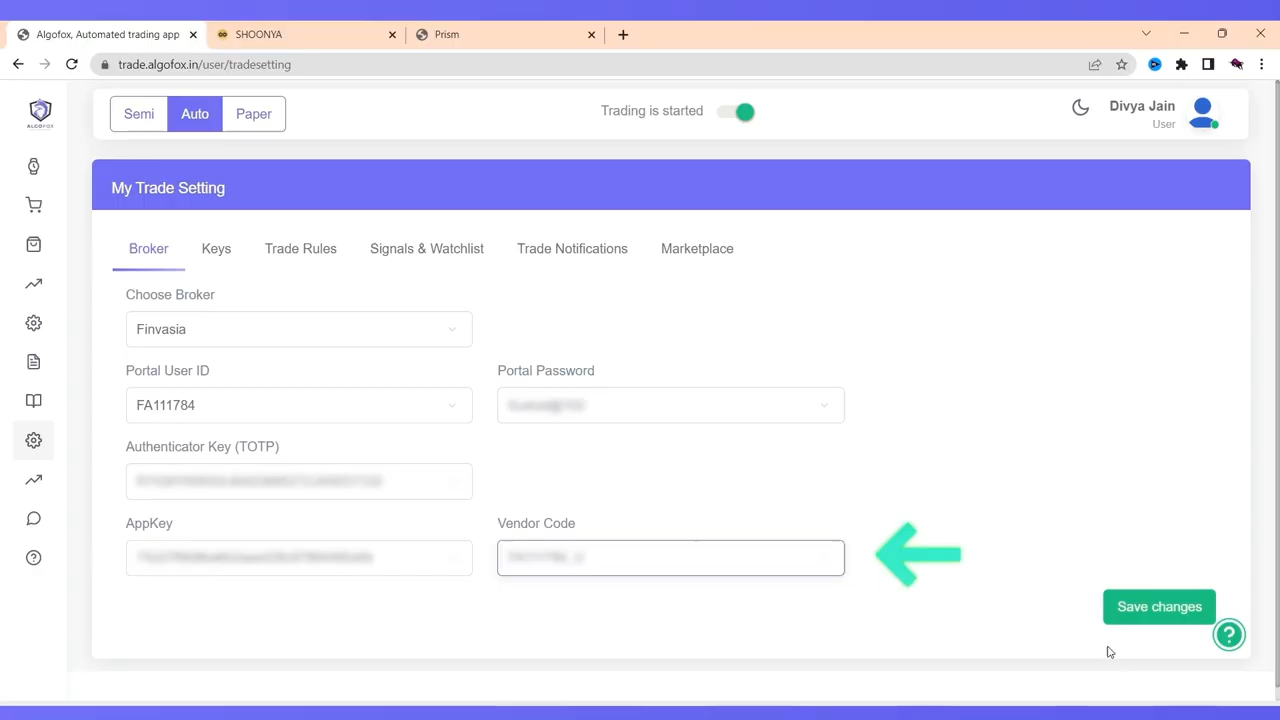 Algofox, Automated trading app
SHOONYA
Prism
trade.algofox.in/user/tradesetting
ALGOFOX
Semi Auto Paper
Trading is started
Divya Jain
User
My Trade Setting
Broker Keys Trade Rules Signals & Watchlist Trade Notifications Marketplace
Choose Broker
Finvasia
Portal User ID Portal Password
FA111784
Authenticator Key (TOTP)
AppKey Vendor Code
Save changes
?